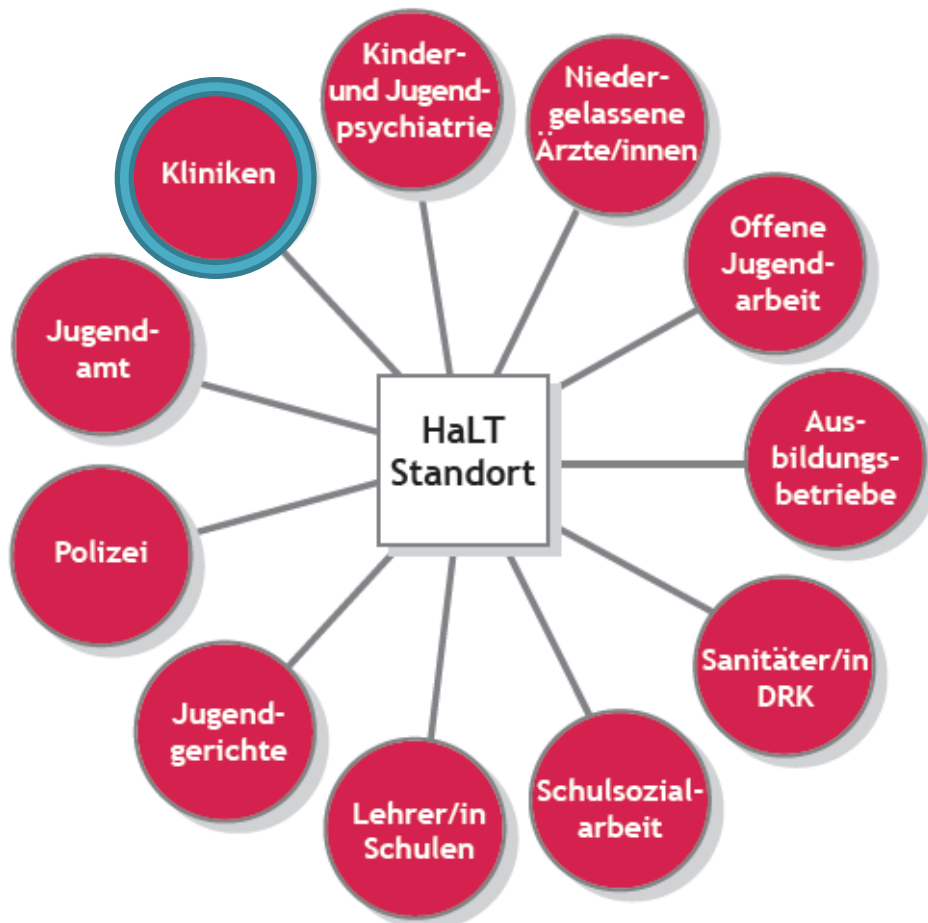 Kinder-
und Jugend-
psychiatrie
Nieder-
gelassene
Ärzte/innen
Kliniken
Offene
Jugend-
arbeit
Jugend-
amt
HaLT
Standort
Aus-
bildungs-
betriebe
Polizei
Sanitäter/in
DRK
Jugend-
gerichte
Lehrer/in
Schulen
Schulsozial-
arbeit